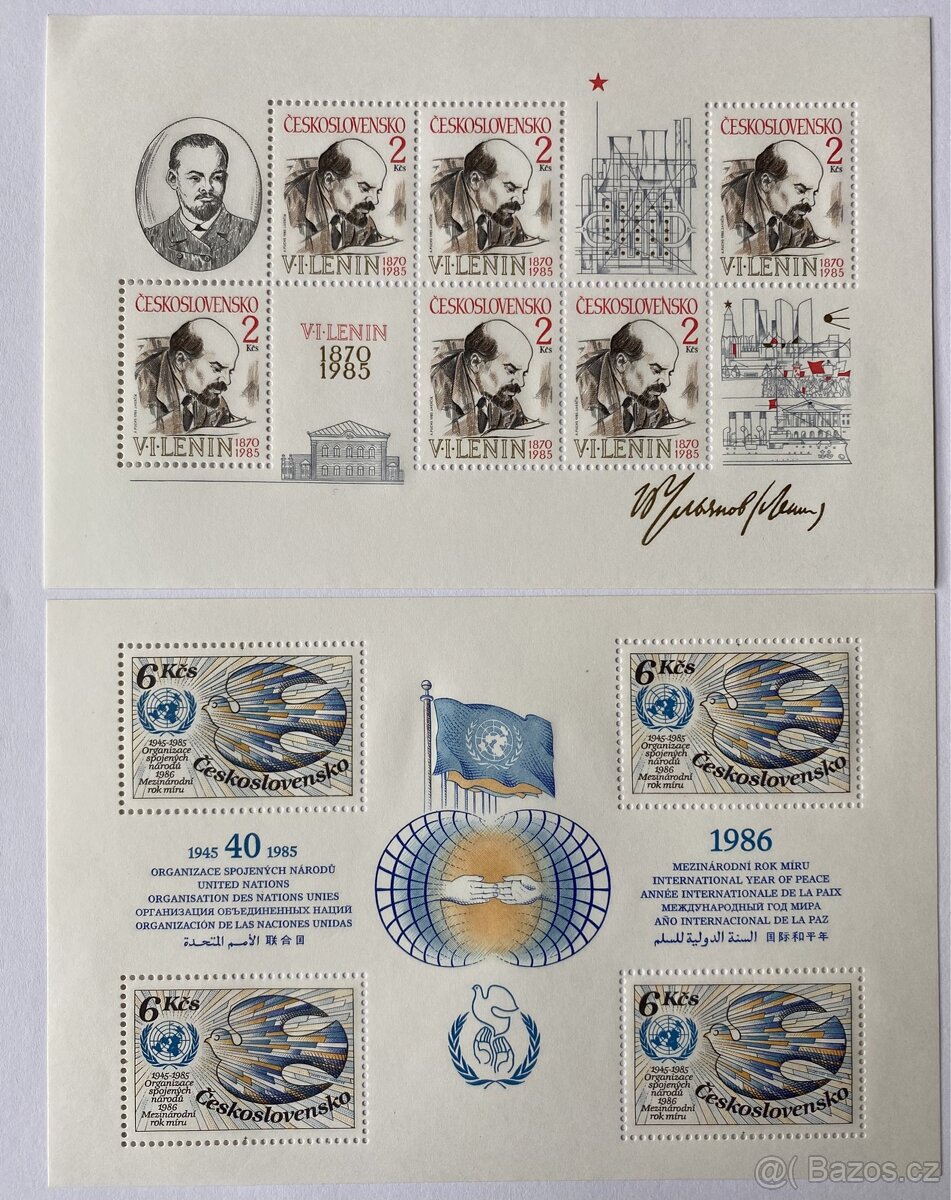 ČESKOSLOVENSKO
2
Kčs
V·I·LENIN 1870
1985
ČESKOSLOVENSKO
2
Kčs
V·I·LENIN 1870
1985
ČESKOSLOVENSKO
2
Kčs
V·I·LENIN 1870
1985
ČESKOSLOVENSKO
2
Kčs
V·I·LENIN 1870
1985
V·I·LENIN
1870
1985
ČESKOSLOVENSKO
2
Kčs
V·I·LENIN 1870
1985
ČESKOSLOVENSKO
2
Kčs
V·I·LENIN 1870
1985
В Ульянов (Ленин)
6 Kčs
1945-1985
Organizace
spojených
národů
1986
Mezinárodní
rok míru
Československo
6 Kčs
1945-1985
Organizace
spojených
národů
1986
Mezinárodní
rok míru
Československo
1945 40 1985
ORGANIZACE SPOJENÝCH NÁRODŮ
UNITED NATIONS
ORGANISATION DES NATIONS UNIES
ОРГАНИЗАЦИЯ ОБЪЕДИНЕННЫХ НАЦИЙ
ORGANIZACIÓN DE LAS NACIONES UNIDAS
الأمم المتحدة 联合国
1986
MEZINÁRODNÍ ROK MÍRU
INTERNATIONAL YEAR OF PEACE
ANNÉE INTERNATIONALE DE LA PAIX
МЕЖДУНАРОДНЫЙ ГОД МИРА
AÑO INTERNACIONAL DE LA PAZ
السنة الدولية للسلم 国际和平年
6 Kčs
1945-1985
Organizace
spojených
národů
1986
Mezinárodní
rok míru
Československo
6 Kčs
1945-1985
Organizace
spojených
národů
1986
Mezinárodní
rok míru
Československo
@( Bazos.cz